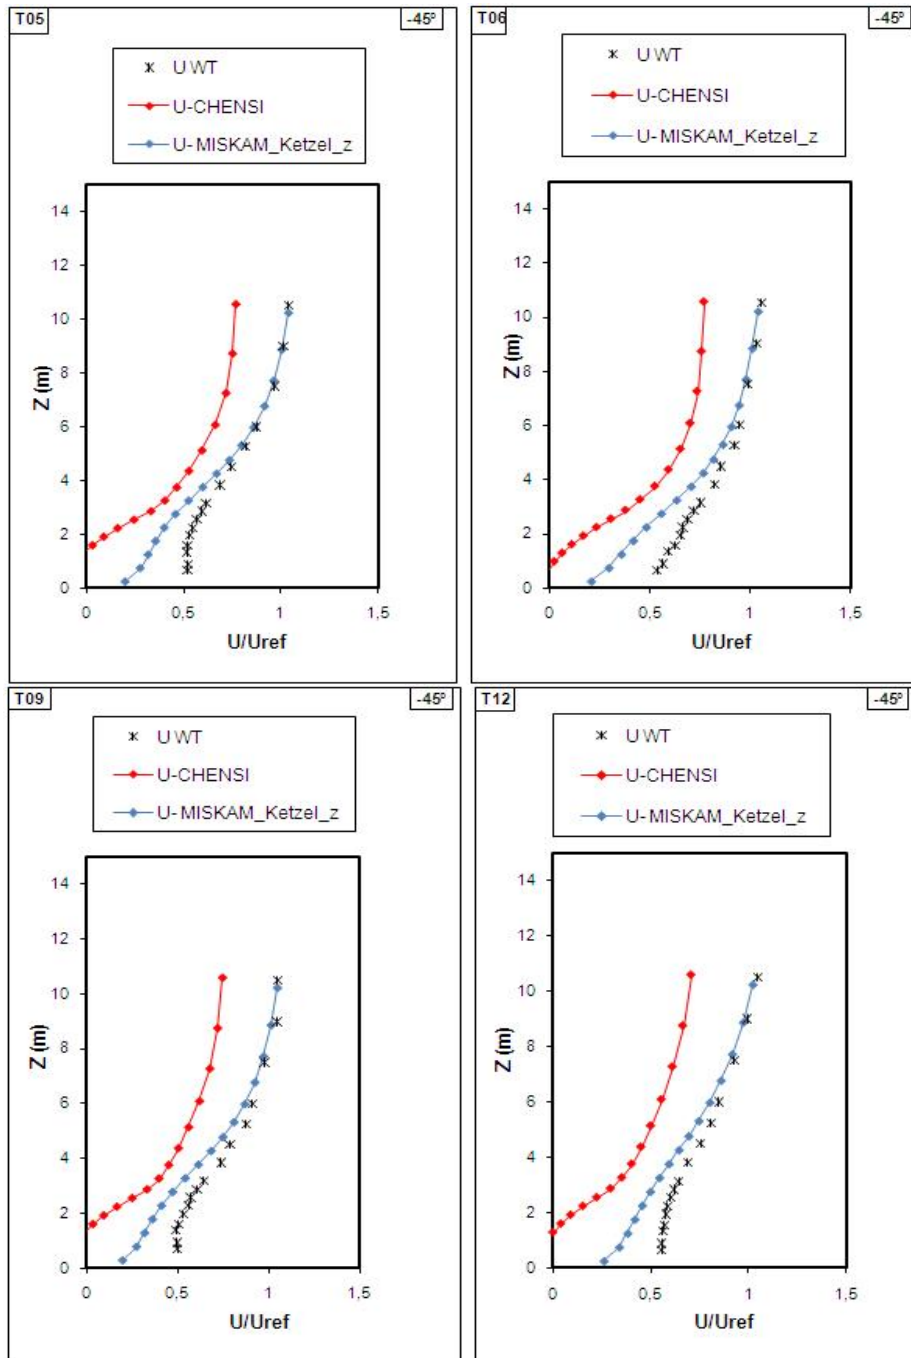 T05 -45º
U WT
U-CHENSI
U- MISKAM_Ketzel_z
14
12
10
8
6
4
2
0
Z (m)
0 0,5 1 1,5
U/Uref
T06 -45º
U WT
U-CHENSI
U- MISKAM_Ketzel_z
14
12
10
8
6
4
2
0
Z (m)
0 0,5 1 1,5
U/Uref
T09 -45º
U WT
U-CHENSI
U- MISKAM_Ketzel_z
14
12
10
8
6
4
2
0
Z (m)
0 0,5 1 1,5
U/Uref
T12 -45º
U WT
U-CHENSI
U- MISKAM_Ketzel_z
14
12
10
8
6
4
2
0
Z (m)
0 0,5 1 1,5
U/Uref